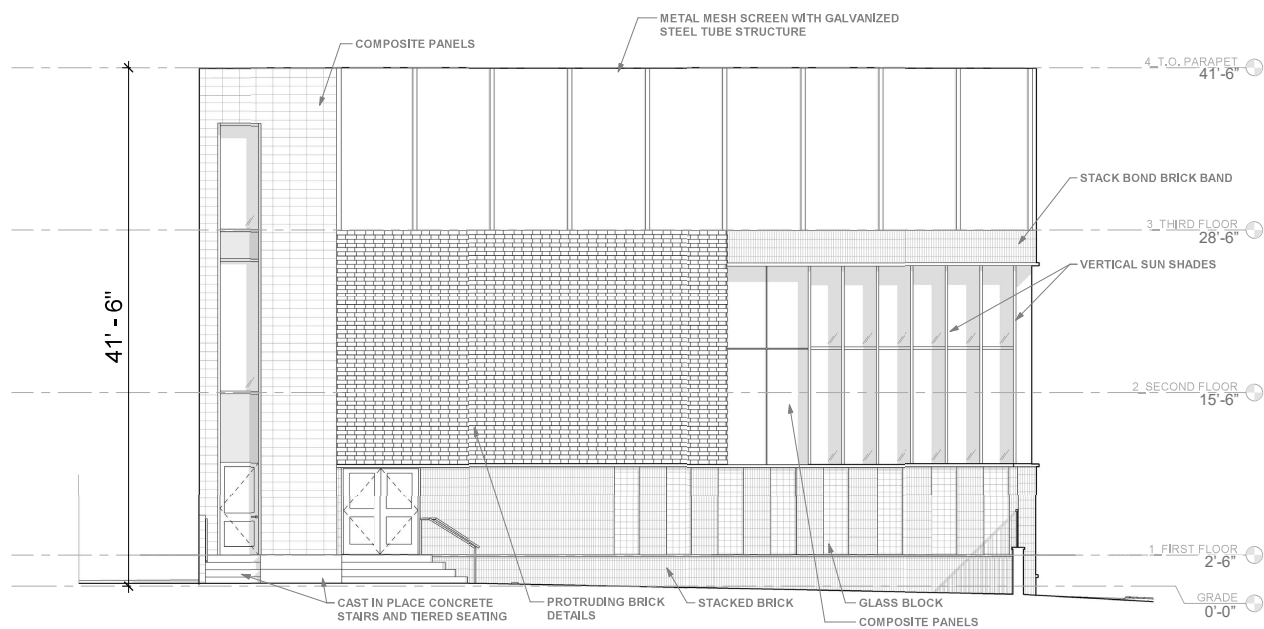 METAL MESH SCREEN WITH GALVANIZED
STEEL TUBE STRUCTURE
COMPOSITE PANELS
4_T.O. PARAPET
41'-6"
STACK BOND BRICK BAND
3_THIRD FLOOR
28'-6"
VERTICAL SUN SHADES
41' - 6"
2_SECOND FLOOR
15'-6"
1_FIRST FLOOR
2'-6"
GRADE
0'-0"
CAST IN PLACE CONCRETE
STAIRS AND TIERED SEATING
PROTRUDING BRICK
DETAILS
STACKED BRICK
GLASS BLOCK
COMPOSITE PANELS